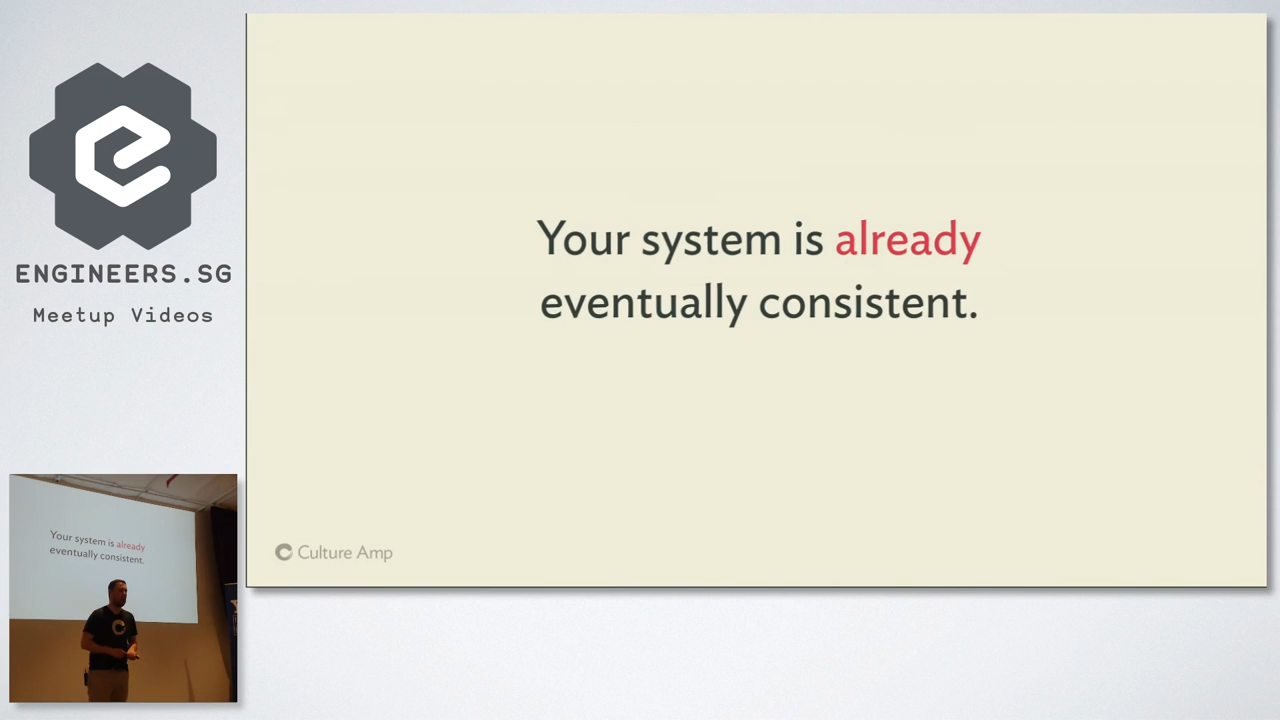 ENGINEERS.SG
Meetup Videos
Your system is already
eventually consistent.
Culture Amp
Your system is already
eventually consistent.